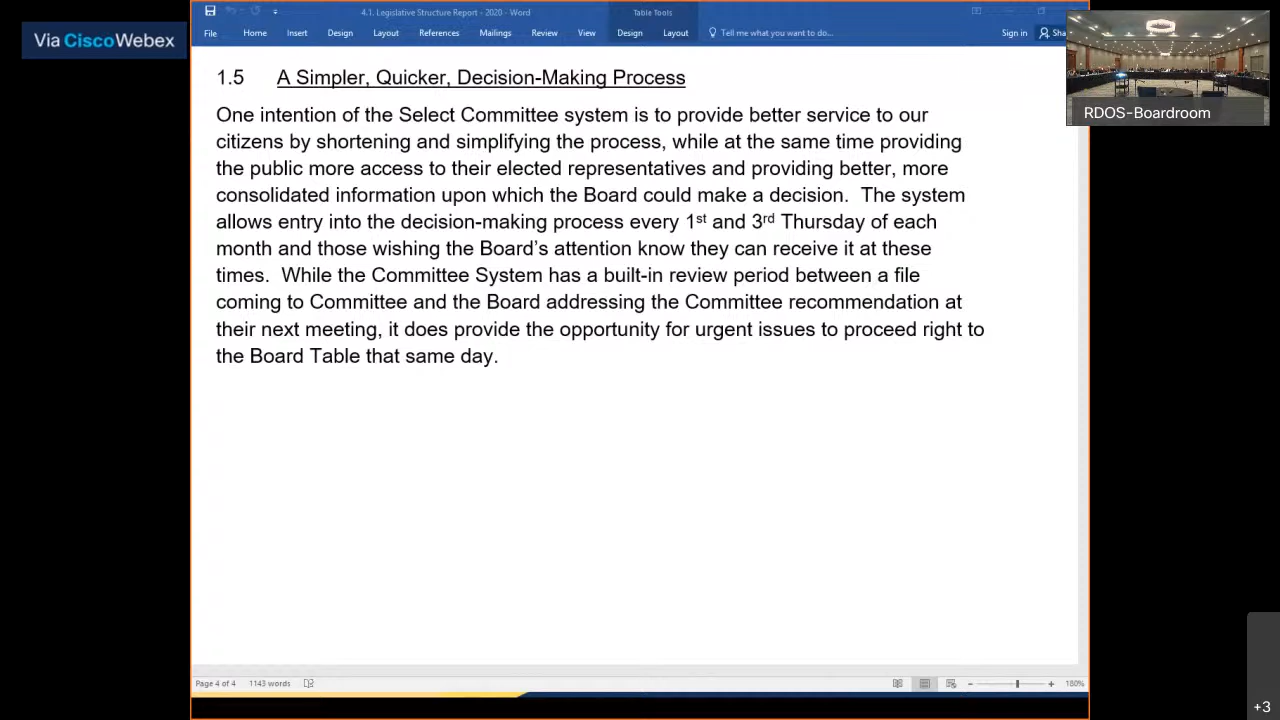 Via CiscoWebex
4.1. Legislative Structure Report - 2020 - Word
Table Tools
File Home Insert Design Layout References Mailings Review View Design Layout Tell me what you want to do... Sign in Sha
RDOS-Boardroom
1.5 A Simpler, Quicker, Decision-Making Process
One intention of the Select Committee system is to provide better service to our
citizens by shortening and simplifying the process, while at the same time providing
the public more access to their elected representatives and providing better, more
consolidated information upon which the Board could make a decision. The system
allows entry into the decision-making process every 1st and 3rd Thursday of each
month and those wishing the Board's attention know they can receive it at these
times. While the Committee System has a built-in review period between a file
coming to Committee and the Board addressing the Committee recommendation at
their next meeting, it does provide the opportunity for urgent issues to proceed right to
the Board Table that same day.
Page 4 of 4 1143 words 180%
+3